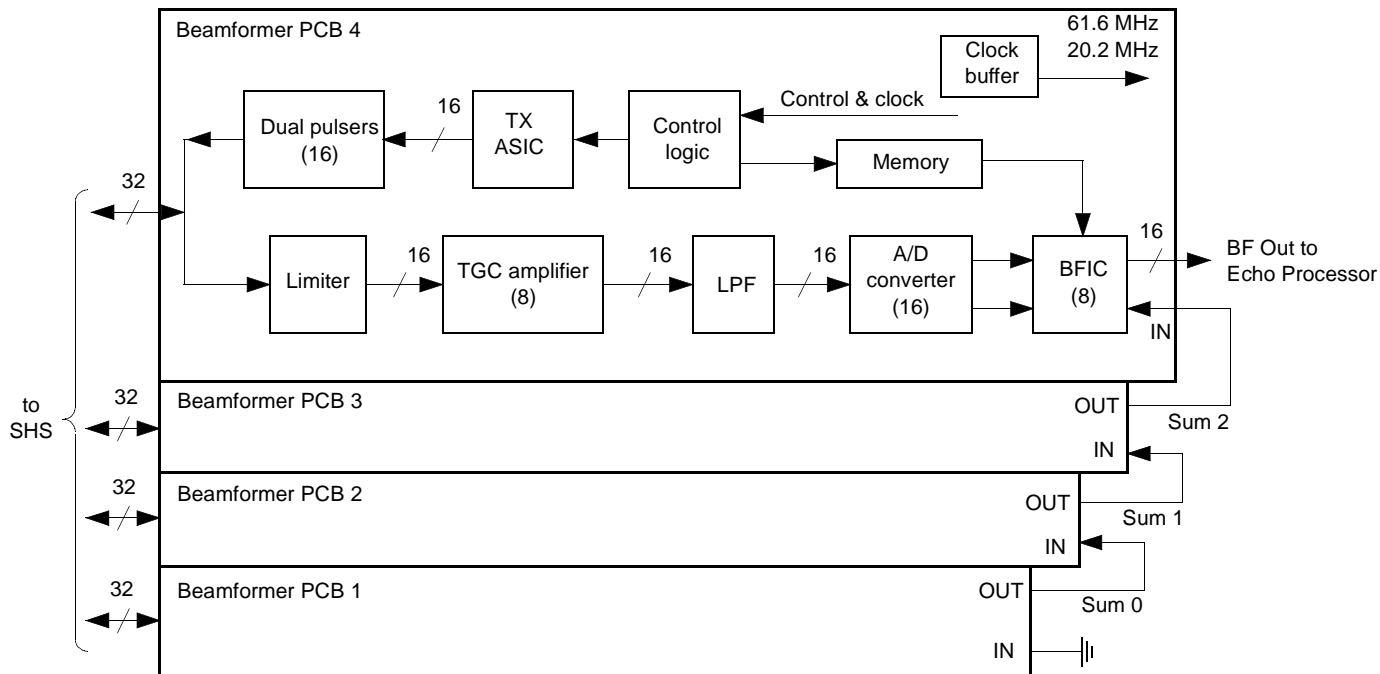 Beamformer PCB 4
61.6 MHz
20.2 MHz
Clock
buffer
Control & clock
16
Dual pulsers
(16)
TX
ASIC
Control
logic
Memory
32
Limiter
16
TGC amplifier
(8)
16
LPF
16
A/D
converter
(16)
BFIC
(8)
16
BF Out to
Echo Processor
IN
to
SHS
32
Beamformer PCB 3
OUT
Sum 2
IN
32
Beamformer PCB 2
OUT
Sum 1
IN
32
Beamformer PCB 1
OUT
Sum 0
IN